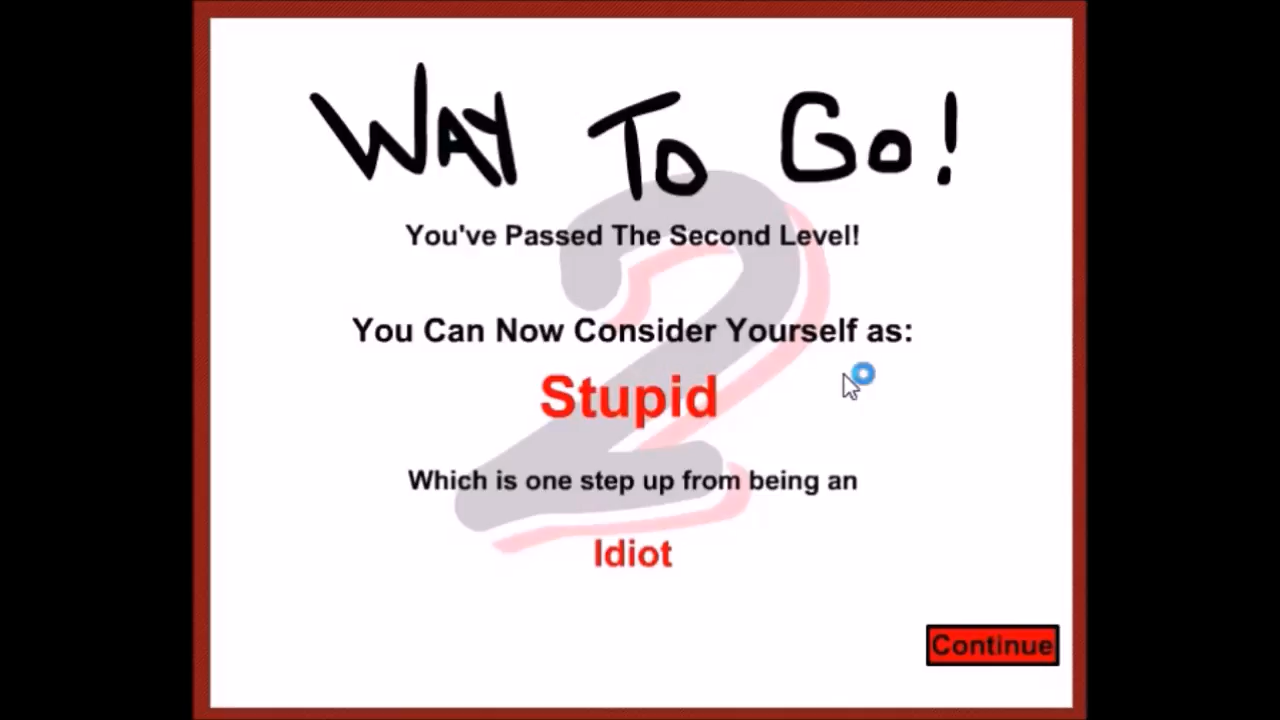 WAY TO GO!
You've Passed The Second Level!
2
You Can Now Consider Yourself as:
Stupid
Which is one step up from being an
Idiot
Continue